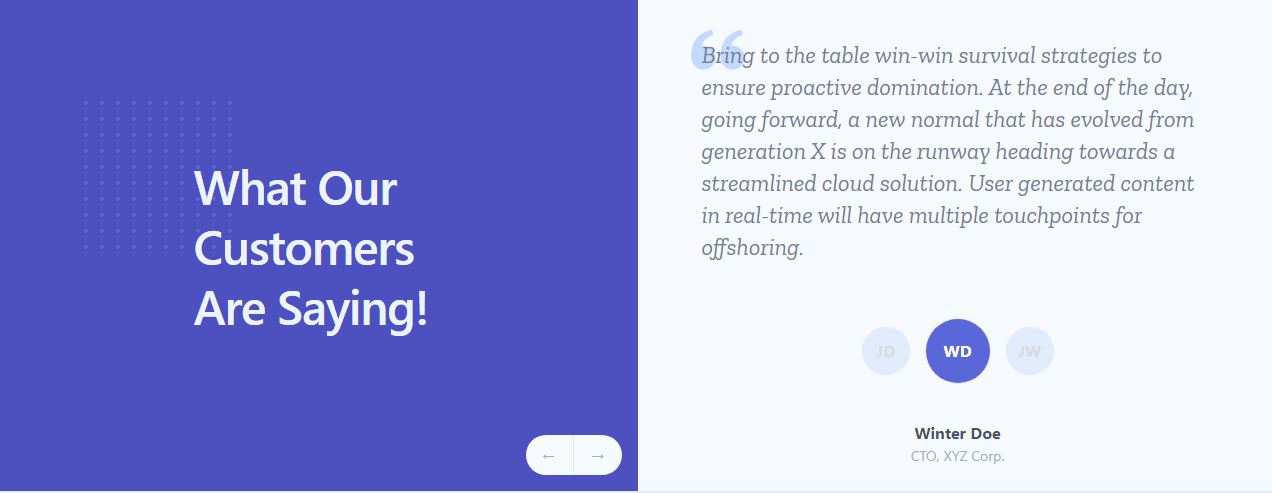 What Our
Customers
Are Saying!
← →
“
Bring to the table win-win survival strategies to
ensure proactive domination. At the end of the day,
going forward, a new normal that has evolved from
generation X is on the runway heading towards a
streamlined cloud solution. User generated content
in real-time will have multiple touchpoints for
offshoring.
JD WD JW
Winter Doe
CTO, XYZ Corp.